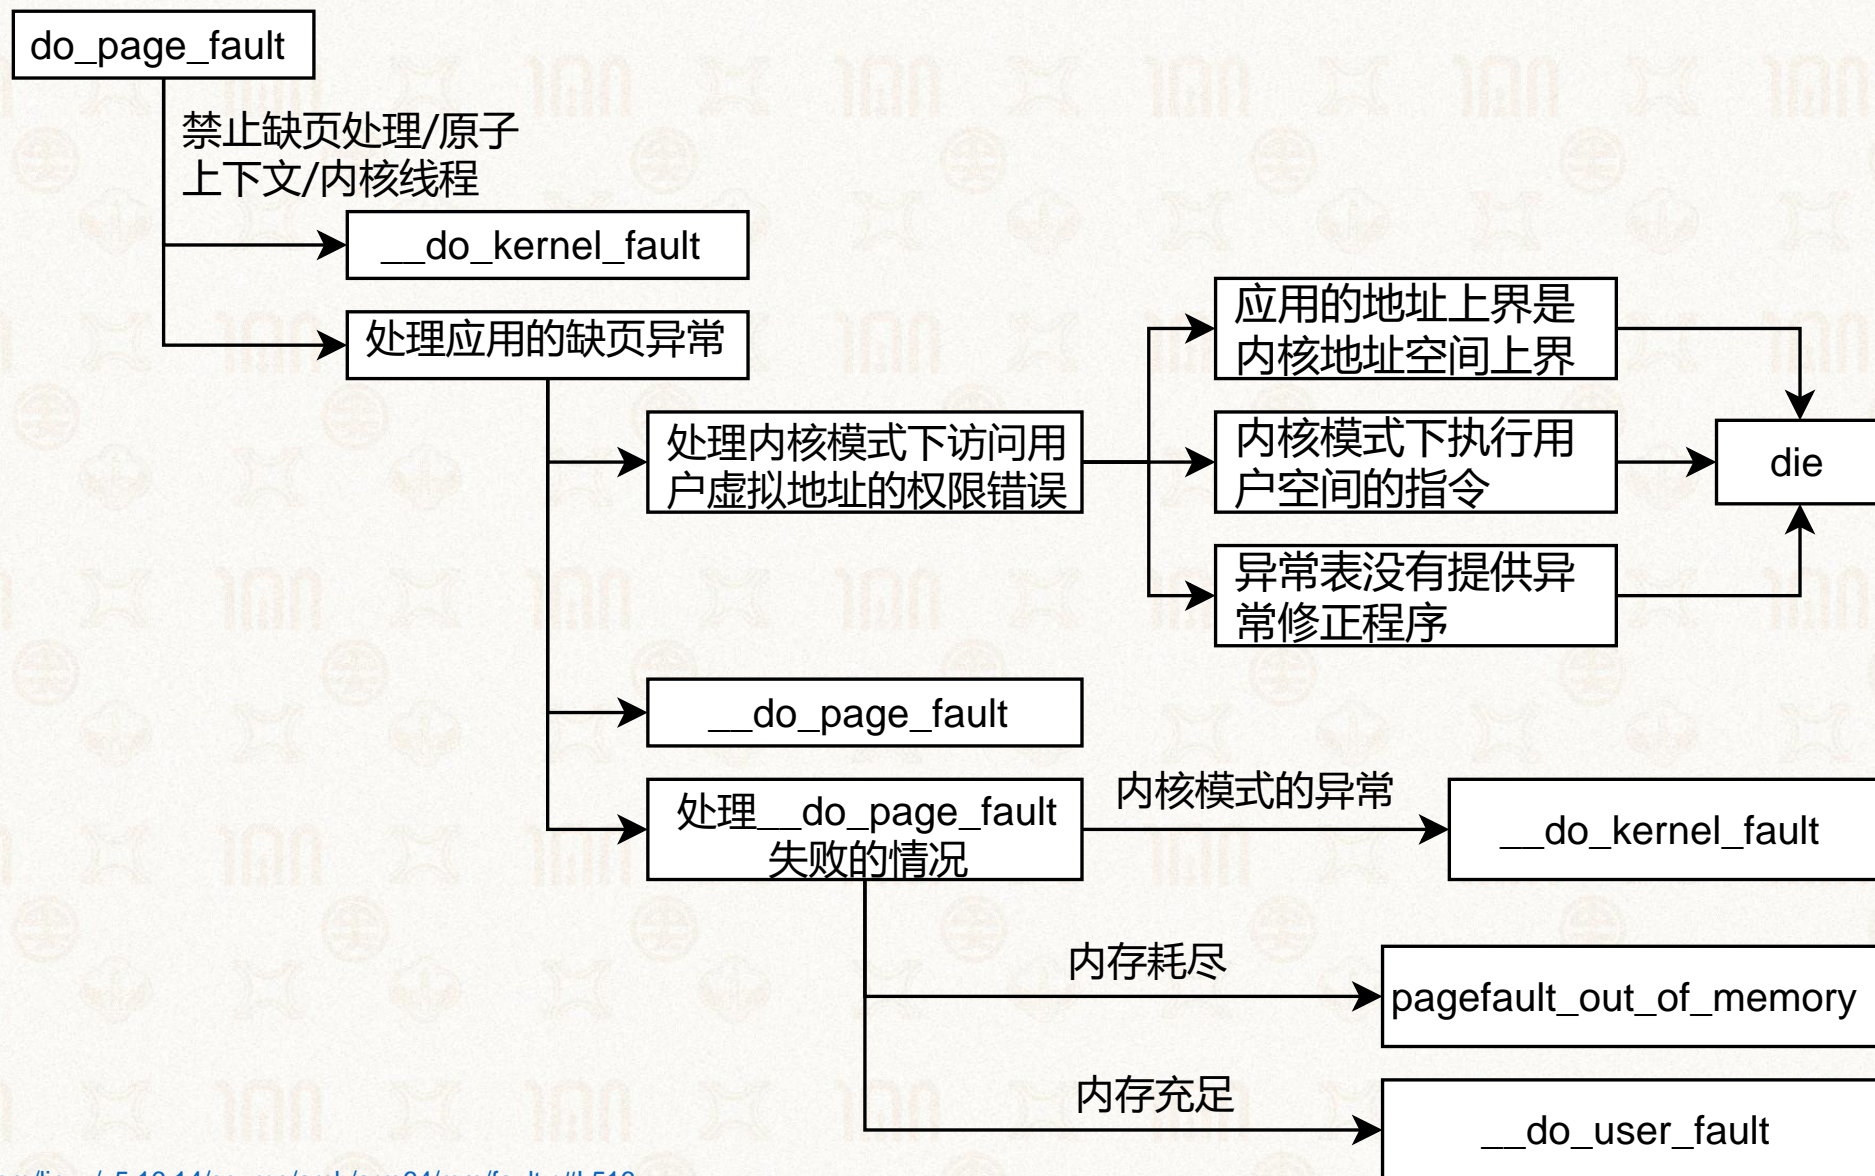 do_page_fault
禁止缺页处理/原子
上下文/内核线程
__do_kernel_fault
处理应用的缺页异常
处理内核模式下访问用
户虚拟地址的权限错误
应用的地址上界是
内核地址空间上界
内核模式下执行用
户空间的指令
异常表没有提供异
常修正程序
die
__do_page_fault
处理__do_page_fault
失败的情况
内核模式的异常
__do_kernel_fault
内存耗尽
pagefault_out_of_memory
内存充足
__do_user_fault